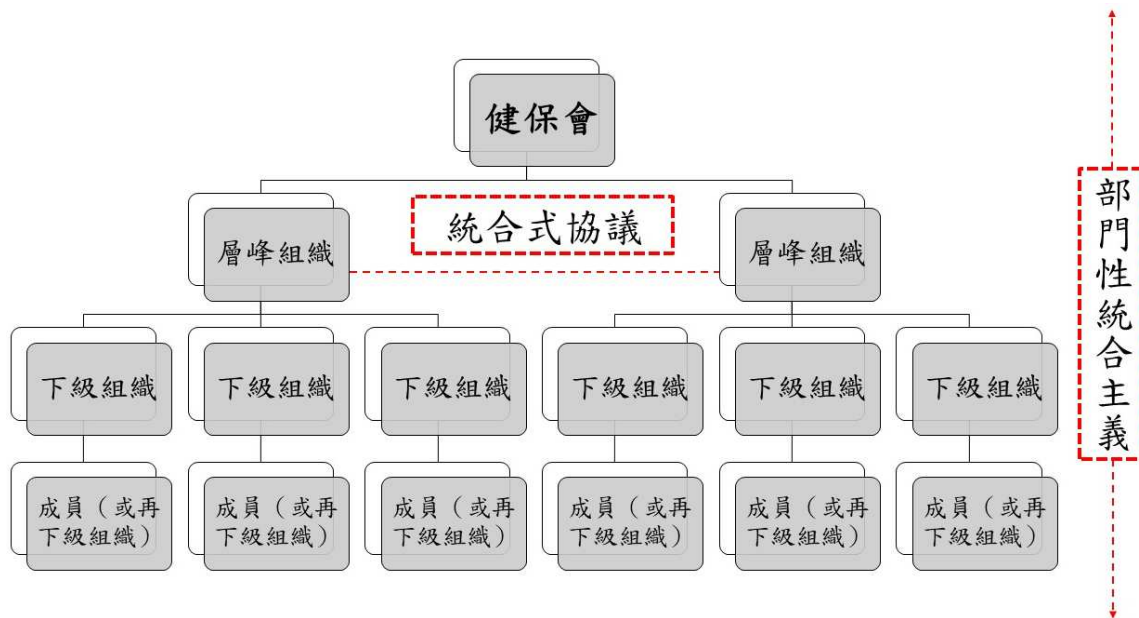 健保會
統合式協議
層峰組織
層峰組織
下級組織
下級組織
下級組織
下級組織
下級組織
下級組織
成員（或再
下級組織）
成員（或再
下級組織）
成員（或再
下級組織）
成員（或再
下級組織）
成員（或再
下級組織）
成員（或再
下級組織）
部門性統合主義